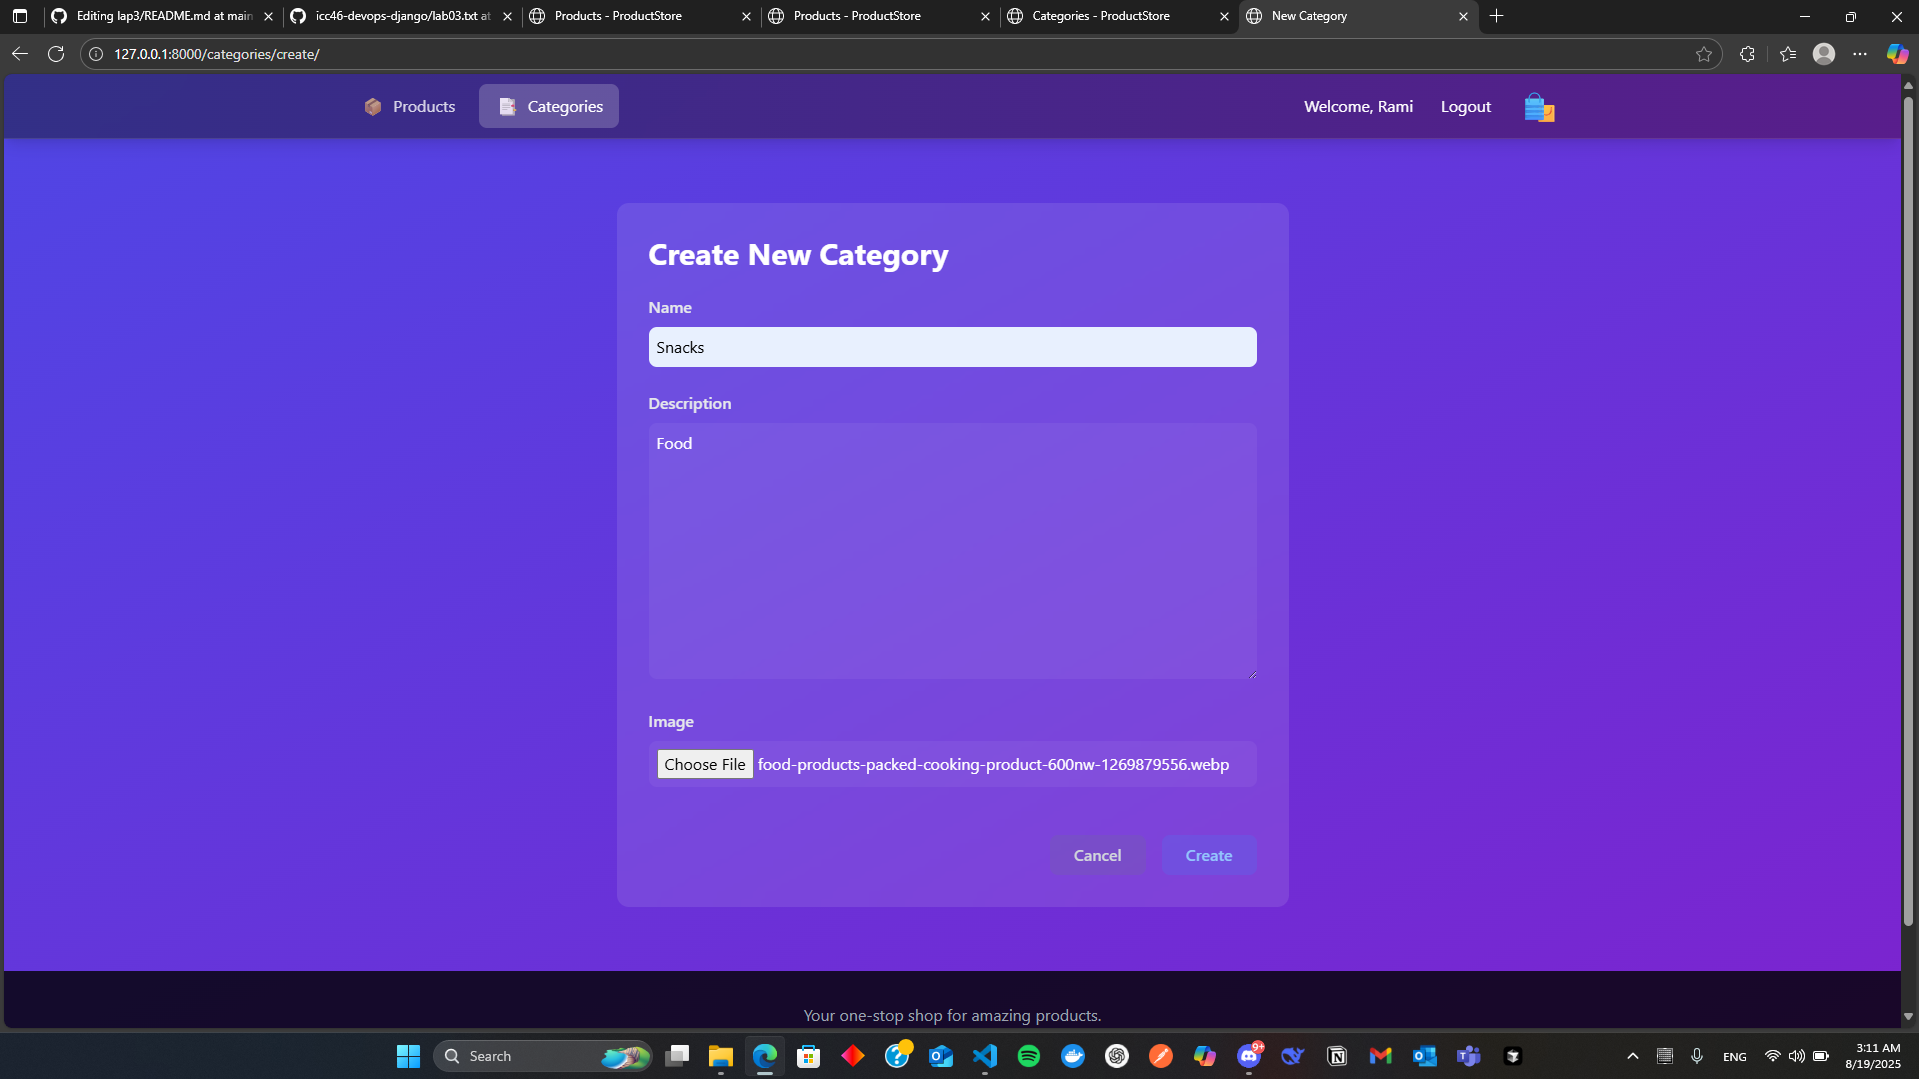 Editing lap3/README.md at main
icc46-devops-django/lab03.txt at
Products - ProductStore
Products - ProductStore
Categories - ProductStore
New Category
127.0.0.1:8000/categories/create/
Products
Categories
Welcome, Rami
Logout
Create New Category
Name
Snacks
Description
Food
Image
Choose File food-products-packed-cooking-product-600nw-1269879556.webp
Cancel
Create
Your one-stop shop for amazing products.
Search
9+
ENG
3:11 AM
8/19/2025